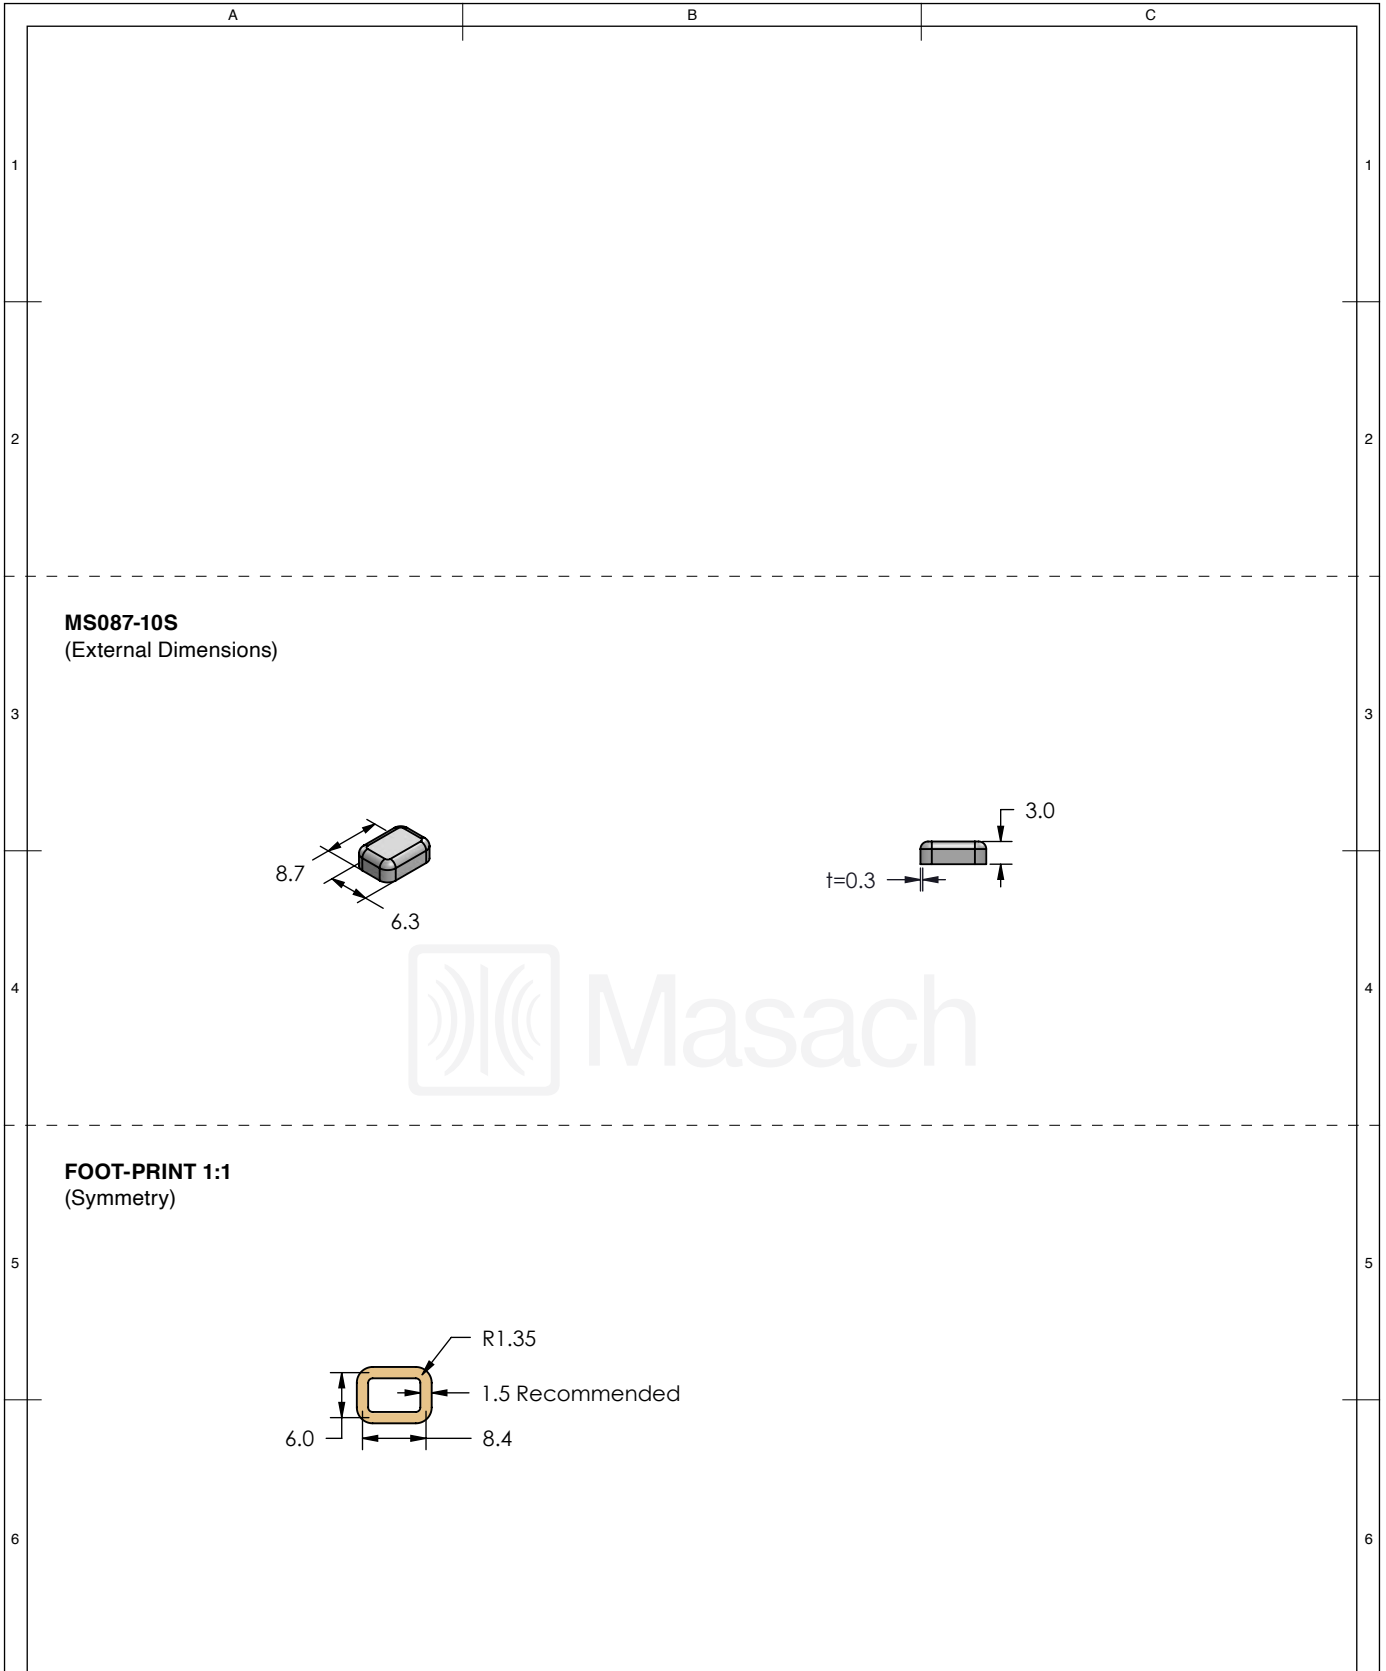 A B C
1 1
2 2
MS087-10S
(External Dimensions)
3 3
3.0
8.7
t=0.3
6.3
Masach
4 4
FOOT-PRINT 1:1
(Symmetry)
5 5
R1.35
1.5 Recommended
6.0 8.4
6 6